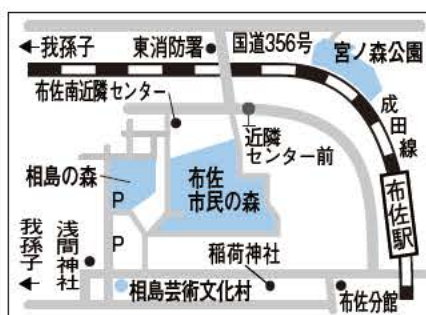 ←我孫子
東消防署
国道356号
宮ノ森公園
布佐南近隣センター
成田線
近隣
センター前
相島の森
布佐
市民の森
布佐駅
P
P
我孫子
←
浅間神社
稲荷神社
相島芸術文化村
布佐分館